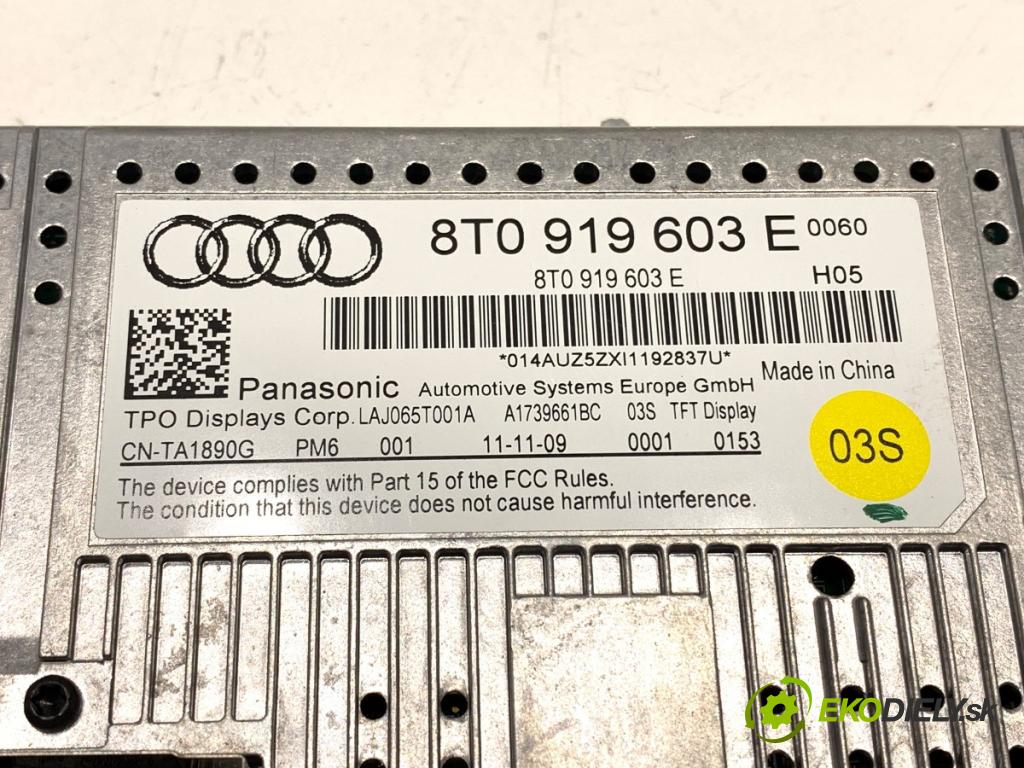 8T0 919 603 E 0060
8T0 919 603 E H05
*014AUZ5ZXI1192837U*
Panasonic Automotive Systems Europe GmbH Made in China
TPO Displays Corp. LAJ065T001A A1739661BC 03S TFT Display
CN-TA1890G PM6 001 11-11-09 0001 0153
03S
The device complies with Part 15 of the FCC Rules.
The condition that this device does not cause harmful interference.
EKODIELY.sk